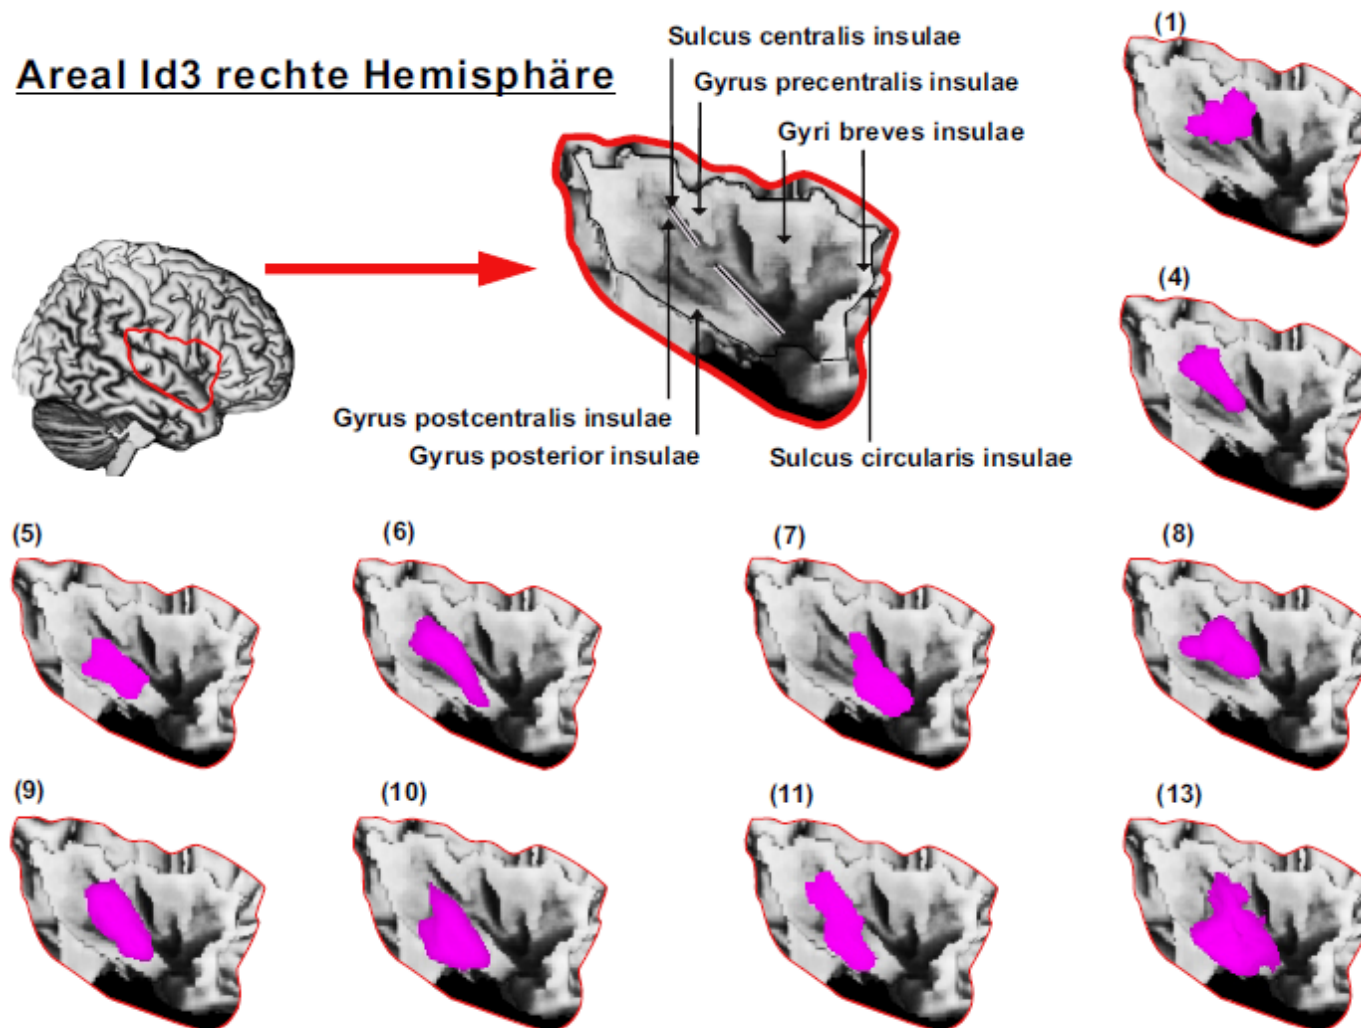 Areal Id3 rechte Hemisphäre
Sulcus centralis insulae
Gyrus precentralis insulae
Gyri breves insulae
Gyrus postcentralis insulae
Gyrus posterior insulae
Sulcus circularis insulae
(1)
(4)
(5)
(6)
(7)
(8)
(9)
(10)
(11)
(13)